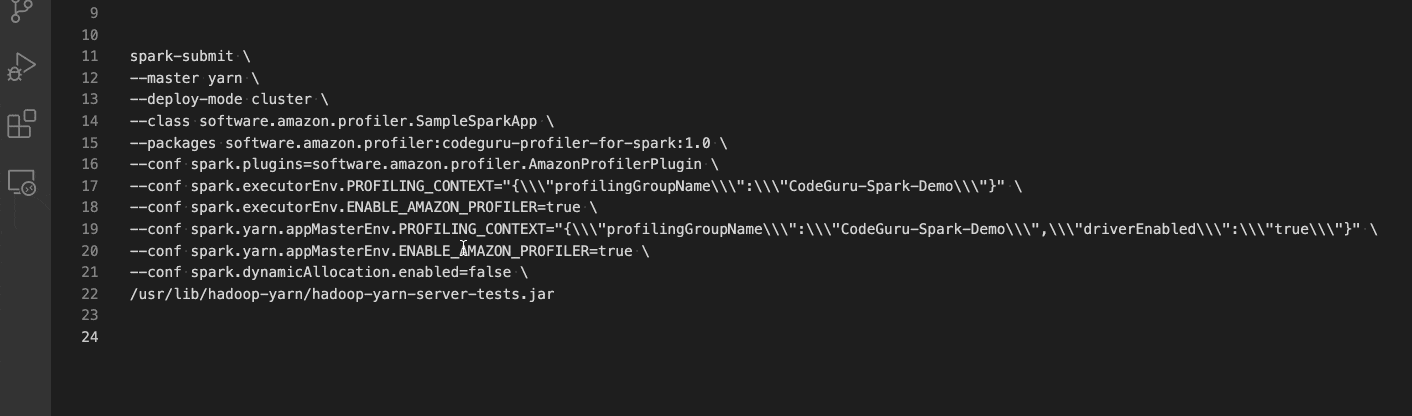 9
10
11 spark-submit \
12 --master yarn \
13 --deploy-mode cluster \
14 --class software.amazon.profiler.SampleSparkApp \
15 --packages software.amazon.profiler:codeguru-profiler-for-spark:1.0 \
16 --conf spark.plugins=software.amazon.profiler.AmazonProfilerPlugin \
17 --conf spark.executorEnv.PROFILING_CONTEXT="{\\\"profilingGroupName\\\":\\\"CodeGuru-Spark-Demo\\\"}" \
18 --conf spark.executorEnv.ENABLE_AMAZON_PROFILER=true \
19 --conf spark.yarn.appMasterEnv.PROFILING_CONTEXT="{\\\"profilingGroupName\\\":\\\"CodeGuru-Spark-Demo\\\",\\\"driverEnabled\\\":\\\"true\\\"}" \
20 --conf spark.yarn.appMasterEnv.ENABLE_AMAZON_PROFILER=true \
21 --conf spark.dynamicAllocation.enabled=false \
22 /usr/lib/hadoop-yarn/hadoop-yarn-server-tests.jar
23
24